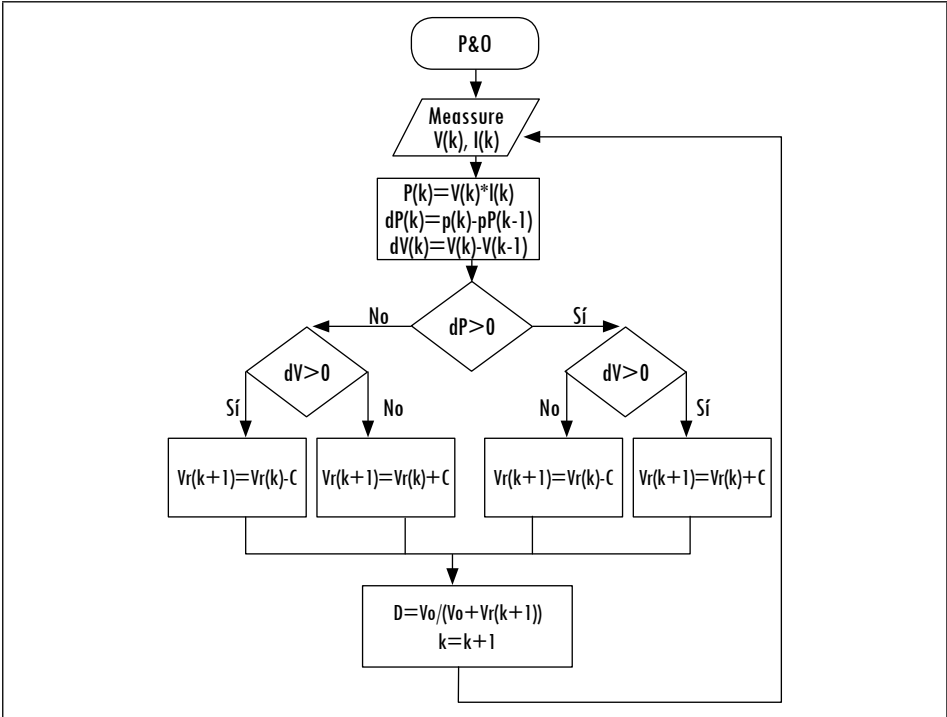 P&O
Meassure
V(k), I(k)
P(k)=V(k)*I(k)
dP(k)=p(k)-pP(k-1)
dV(k)=V(k)-V(k-1)
No
dP>0
Sí
dV>0
dV>0
Sí
No
No
Sí
Vr(k+1)=Vr(k)-C
Vr(k+1)=Vr(k)+C
Vr(k+1)=Vr(k)-C
Vr(k+1)=Vr(k)+C
D=Vo/(Vo+Vr(k+1))
k=k+1